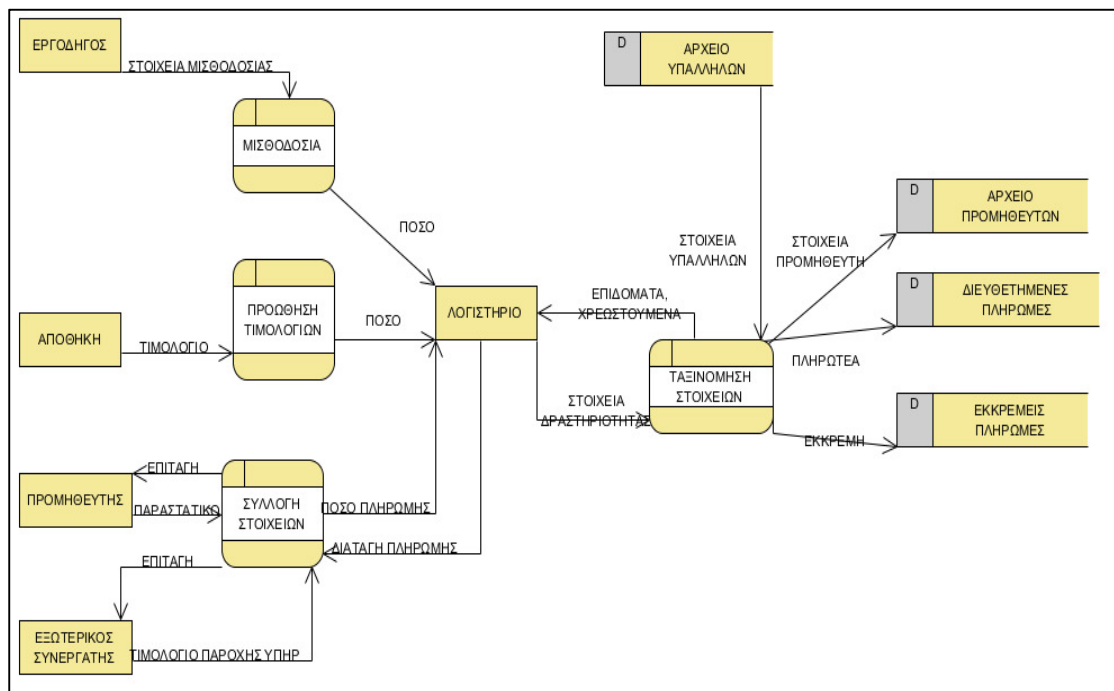 ΕΡΓΟΔΗΓΟΣ
ΣΤΟΙΧΕΙΑ ΜΙΣΘΟΔΟΣΙΑΣ
D
ΑΡΧΕΙΟ
ΥΠΑΛΛΗΛΩΝ
ΜΙΣΘΟΔΟΣΙΑ
ΠΟΣΟ
D
ΑΡΧΕΙΟ
ΠΡΟΜΗΘΕΥΤΩΝ
ΣΤΟΙΧΕΙΑ
ΥΠΑΛΛΗΛΩΝ
ΣΤΟΙΧΕΙΑ
ΠΡΟΜΗΘΕΥΤΗ
ΑΠΟΘΗΚΗ
ΤΙΜΟΛΟΓΙΟ
ΠΡΟΩΘΗΣΗ
ΤΙΜΟΛΟΓΙΩΝ
ΠΟΣΟ
ΛΟΓΙΣΤΗΡΙΟ
ΕΠΙΔΟΜΑΤΑ,
ΧΡΕΩΣΤΟΥΜΕΝΑ
D
ΔΙΕΥΘΕΤΗΜΕΝΕΣ
ΠΛΗΡΩΜΕΣ
ΠΛΗΡΩΤΕΑ
ΤΑΞΙΝΟΜΗΣΗ
ΣΤΟΙΧΕΙΩΝ
ΣΤΟΙΧΕΙΑ
ΔΡΑΣΤΗΡΙΟΤΗΤΑΣ
D
ΕΚΚΡΕΜΕΙΣ
ΠΛΗΡΩΜΕΣ
ΕΚΚΡΕΜΗ
ΠΡΟΜΗΘΕΥΤΗΣ
ΕΠΙΤΑΓΗ
ΠΑΡΑΣΤΑΤΙΚΟ
ΣΥΛΛΟΓΗ
ΣΤΟΙΧΕΙΩΝ
ΠΟΣΟ ΠΛΗΡΩΜΗΣ
ΔΙΑΤΑΓΗ ΠΛΗΡΩΜΗΣ
ΕΠΙΤΑΓΗ
ΕΞΩΤΕΡΙΚΟΣ
ΣΥΝΕΡΓΑΤΗΣ
ΤΙΜΟΛΟΓΙΟ ΠΑΡΟΧΗΣ ΥΠΗΡ